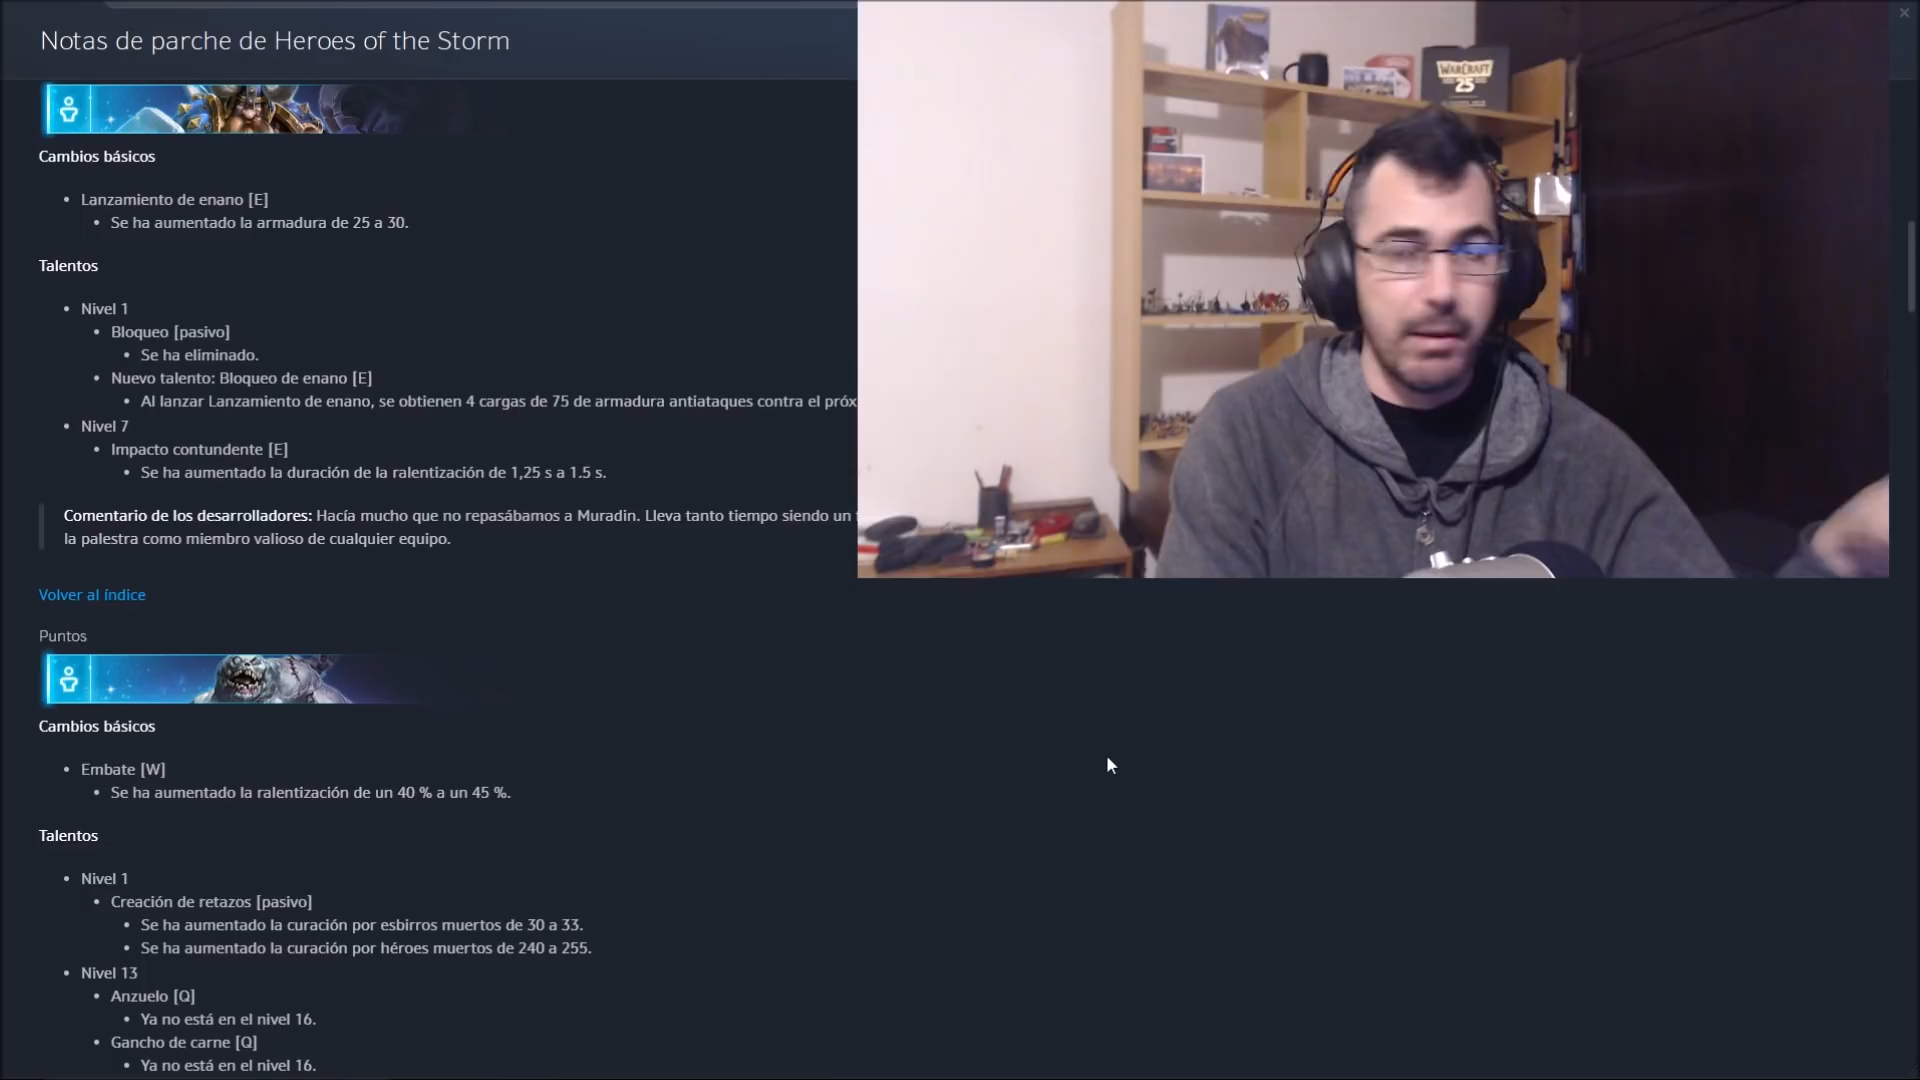 Notas de parche de Heroes of the Storm
WARCRAFT
25
Cambios básicos
Lanzamiento de enano [E]
Se ha aumentado la armadura de 25 a 30.
Talentos
Nivel 1
Bloqueo [pasivo]
Se ha eliminado.
Nuevo talento: Bloqueo de enano [E]
Al lanzar Lanzamiento de enano, se obtienen 4 cargas de 75 de armadura antiataques contra el próx
Nivel 7
Impacto contundente [E]
Se ha aumentado la duración de la ralentización de 1,25 s a 1.5 s.
Comentario de los desarrolladores: Hacía mucho que no repasábamos a Muradin. Lleva tanto tiempo siendo un
la palestra como miembro valioso de cualquier equipo.
Volver al índice
Puntos
Cambios básicos
Embate [W]
Se ha aumentado la ralentización de un 40 % a un 45 %.
Talentos
Nivel 1
Creación de retazos [pasivo]
Se ha aumentado la curación por esbirros muertos de 30 a 33.
Se ha aumentado la curación por héroes muertos de 240 a 255.
Nivel 13
Anzuelo [Q]
Ya no está en el nivel 16.
Gancho de carne [Q]
Ya no está en el nivel 16.